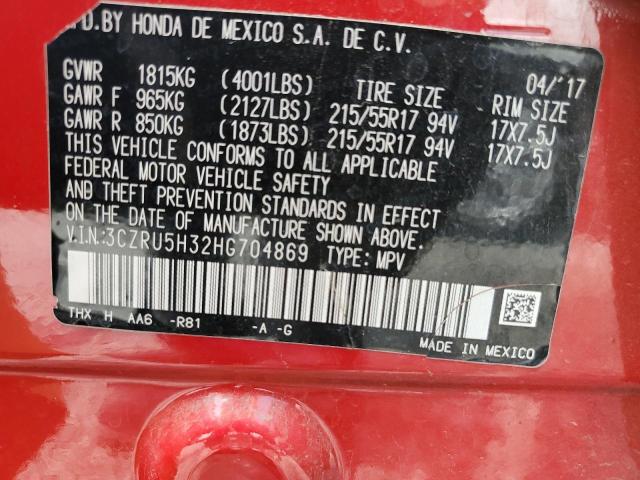 MFD.BY HONDA DE MEXICO S.A. DE C.V.
04/'17
GVWR 1815KG (4001LBS) TIRE SIZE RIM SIZE
GAWR F 965KG (2127LBS) 215/55R17 94V 17X7.5J
GAWR R 850KG (1873LBS) 215/55R17 94V 17X7.5J
THIS VEHICLE CONFORMS TO ALL APPLICABLE
FEDERAL MOTOR VEHICLE SAFETY
AND THEFT PREVENTION STANDARDS IN EFFECT
ON THE DATE OF MANUFACTURE SHOWN ABOVE.
V.I.N:3CZRU5H32HG704869 TYPE: MPV
THX H AA6 -R81 -A -G
MADE IN MEXICO